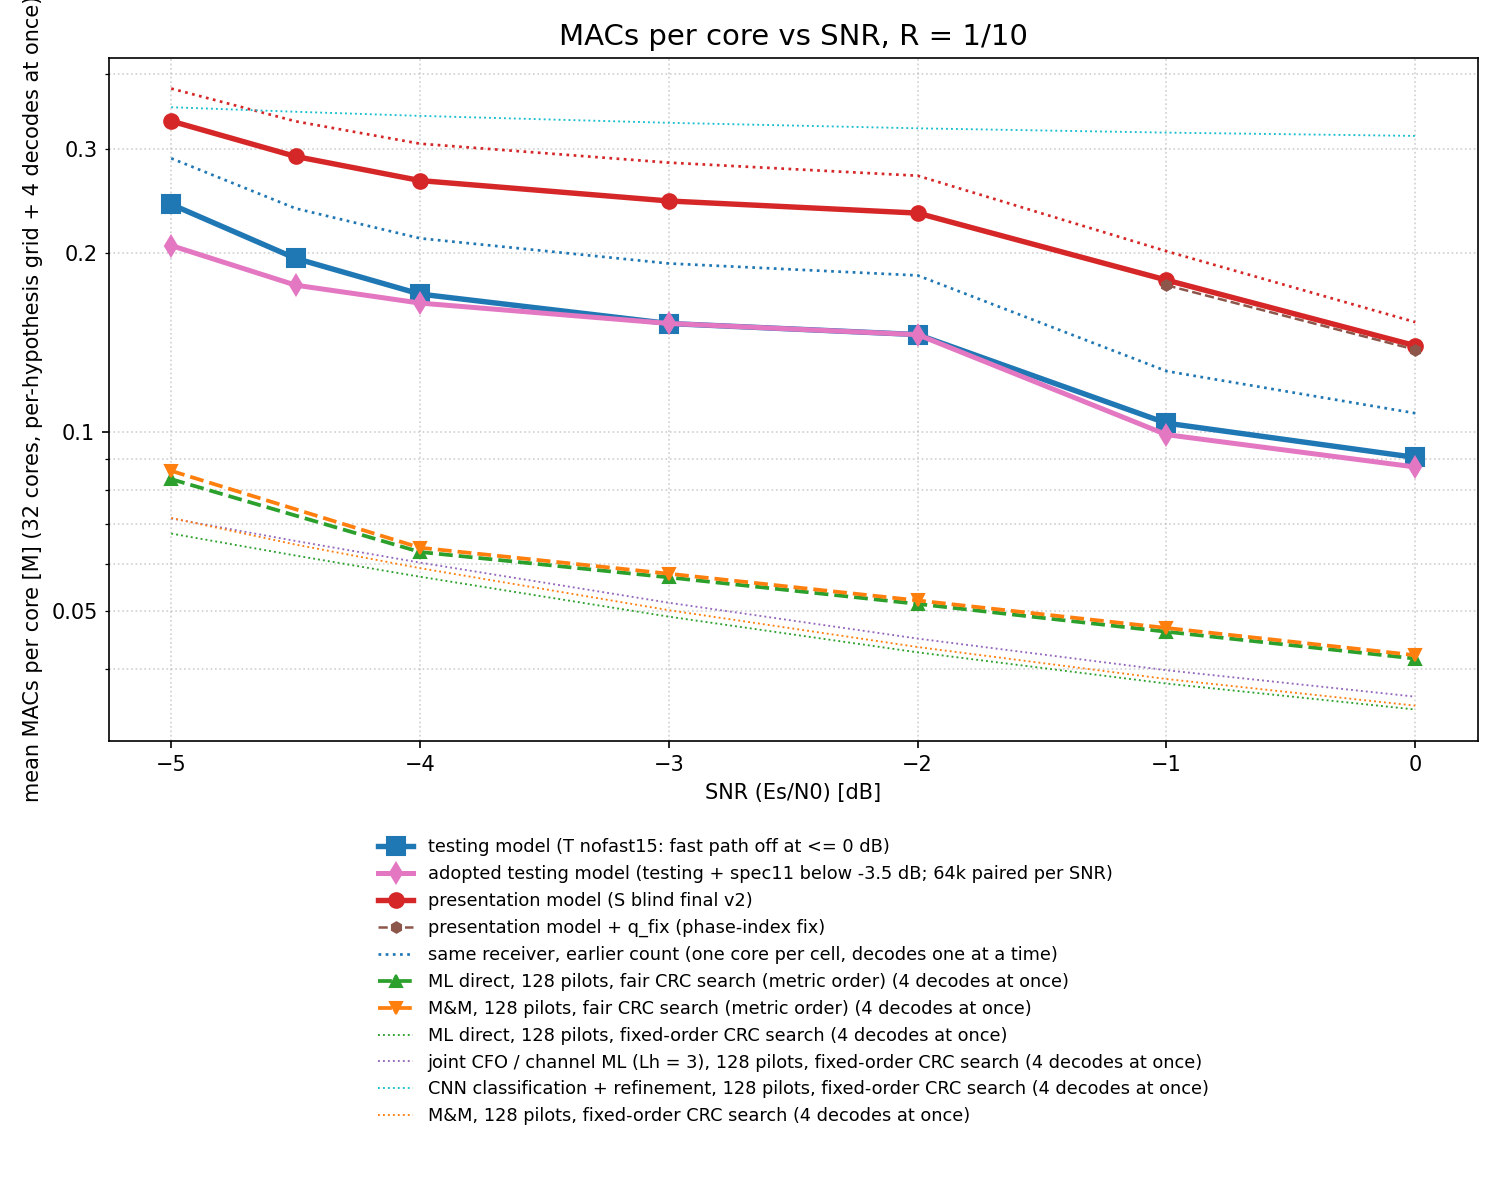 MACs per core vs SNR, R = 1/10
mean MACs per core [M] (32 cores, per-hypothesis grid + 4 decodes at once)
0.3
0.2
0.1
0.05
−5
−4
−3
−2
−1
0
SNR (Es/N0) [dB]
testing model (T nofast15: fast path off at <= 0 dB)
adopted testing model (testing + spec11 below -3.5 dB; 64k paired per SNR)
presentation model (S blind final v2)
presentation model + q_fix (phase-index fix)
same receiver, earlier count (one core per cell, decodes one at a time)
ML direct, 128 pilots, fair CRC search (metric order) (4 decodes at once)
M&M, 128 pilots, fair CRC search (metric order) (4 decodes at once)
ML direct, 128 pilots, fixed-order CRC search (4 decodes at once)
joint CFO / channel ML (Lh = 3), 128 pilots, fixed-order CRC search (4 decodes at once)
CNN classification + refinement, 128 pilots, fixed-order CRC search (4 decodes at once)
M&M, 128 pilots, fixed-order CRC search (4 decodes at once)